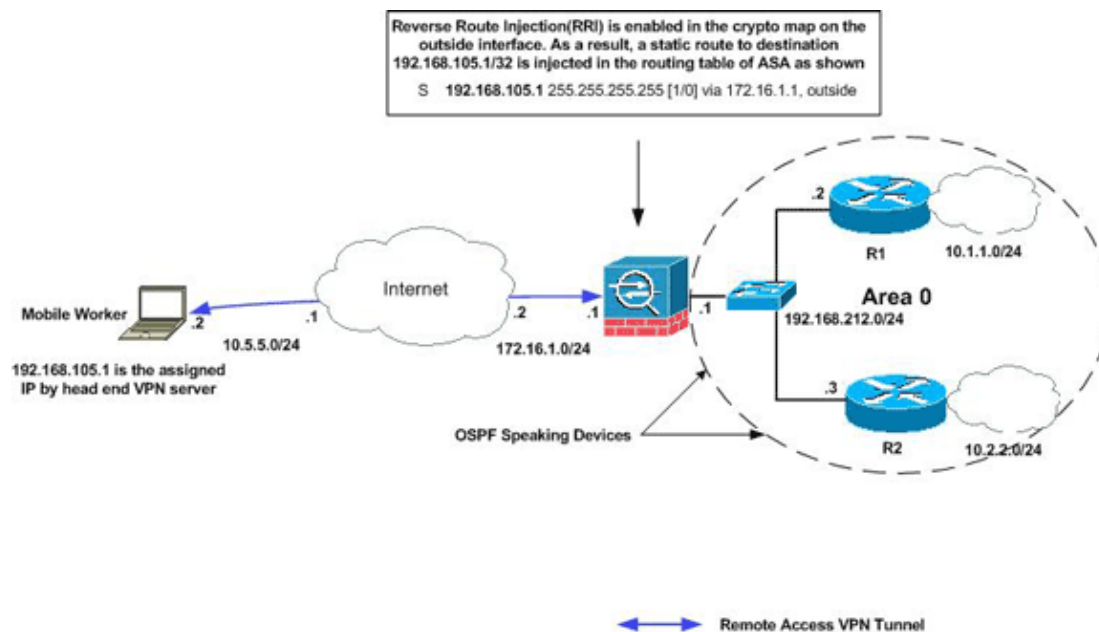 Reverse Route Injection(RRI) is enabled in the crypto map on the
outside interface. As a result, a static route to destination
192.168.105.1/32 is injected in the routing table of ASA as shown
S 192.168.105.1 255.255.255.255 [1/0] via 172.16.1.1, outside
.2
R1
10.1.1.0/24
Internet
Mobile Worker
.2
.1
.2
.1
.1
Area 0
192.168.212.0/24
10.5.5.0/24
172.16.1.0/24
192.168.105.1 is the assigned
IP by head end VPN server
.3
OSPF Speaking Devices
R2
10.2.2.0/24
Remote Access VPN Tunnel